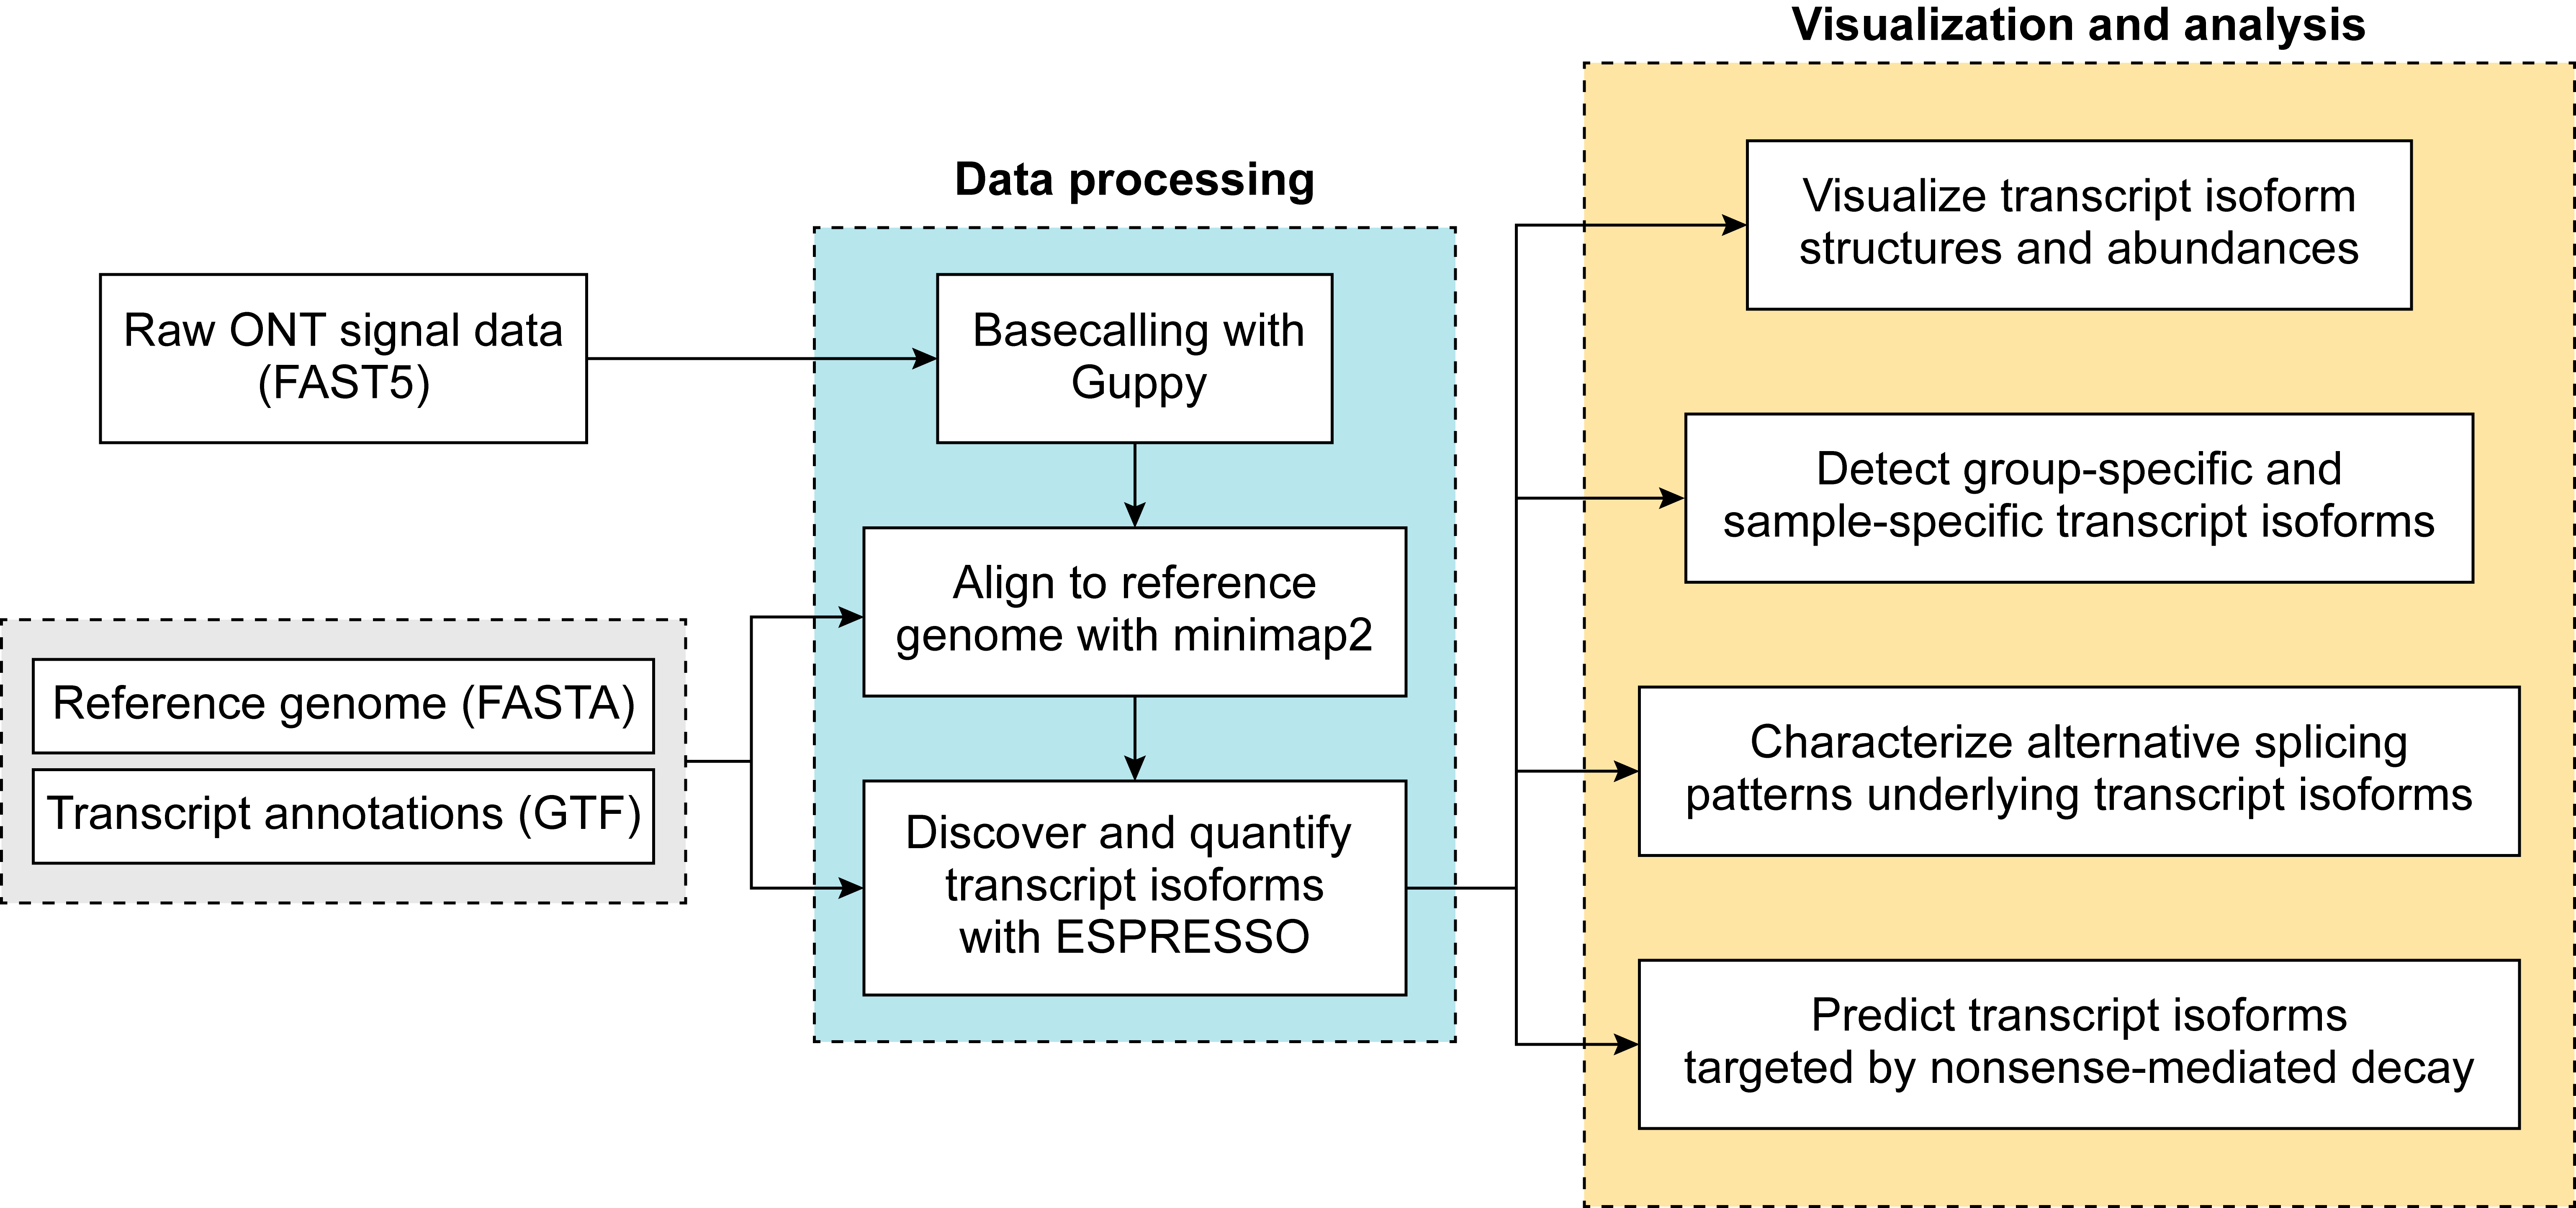 Visualization and analysis
Data processing
Raw ONT signal data
(FAST5)
Reference genome (FASTA)
Transcript annotations (GTF)
Basecalling with
Guppy
Align to reference
genome with minimap2
Discover and quantify
transcript isoforms
with ESPRESSO
Visualize transcript isoform
structures and abundances
Detect group-specific and
sample-specific transcript isoforms
Characterize alternative splicing
patterns underlying transcript isoforms
Predict transcript isoforms
targeted by nonsense-mediated decay